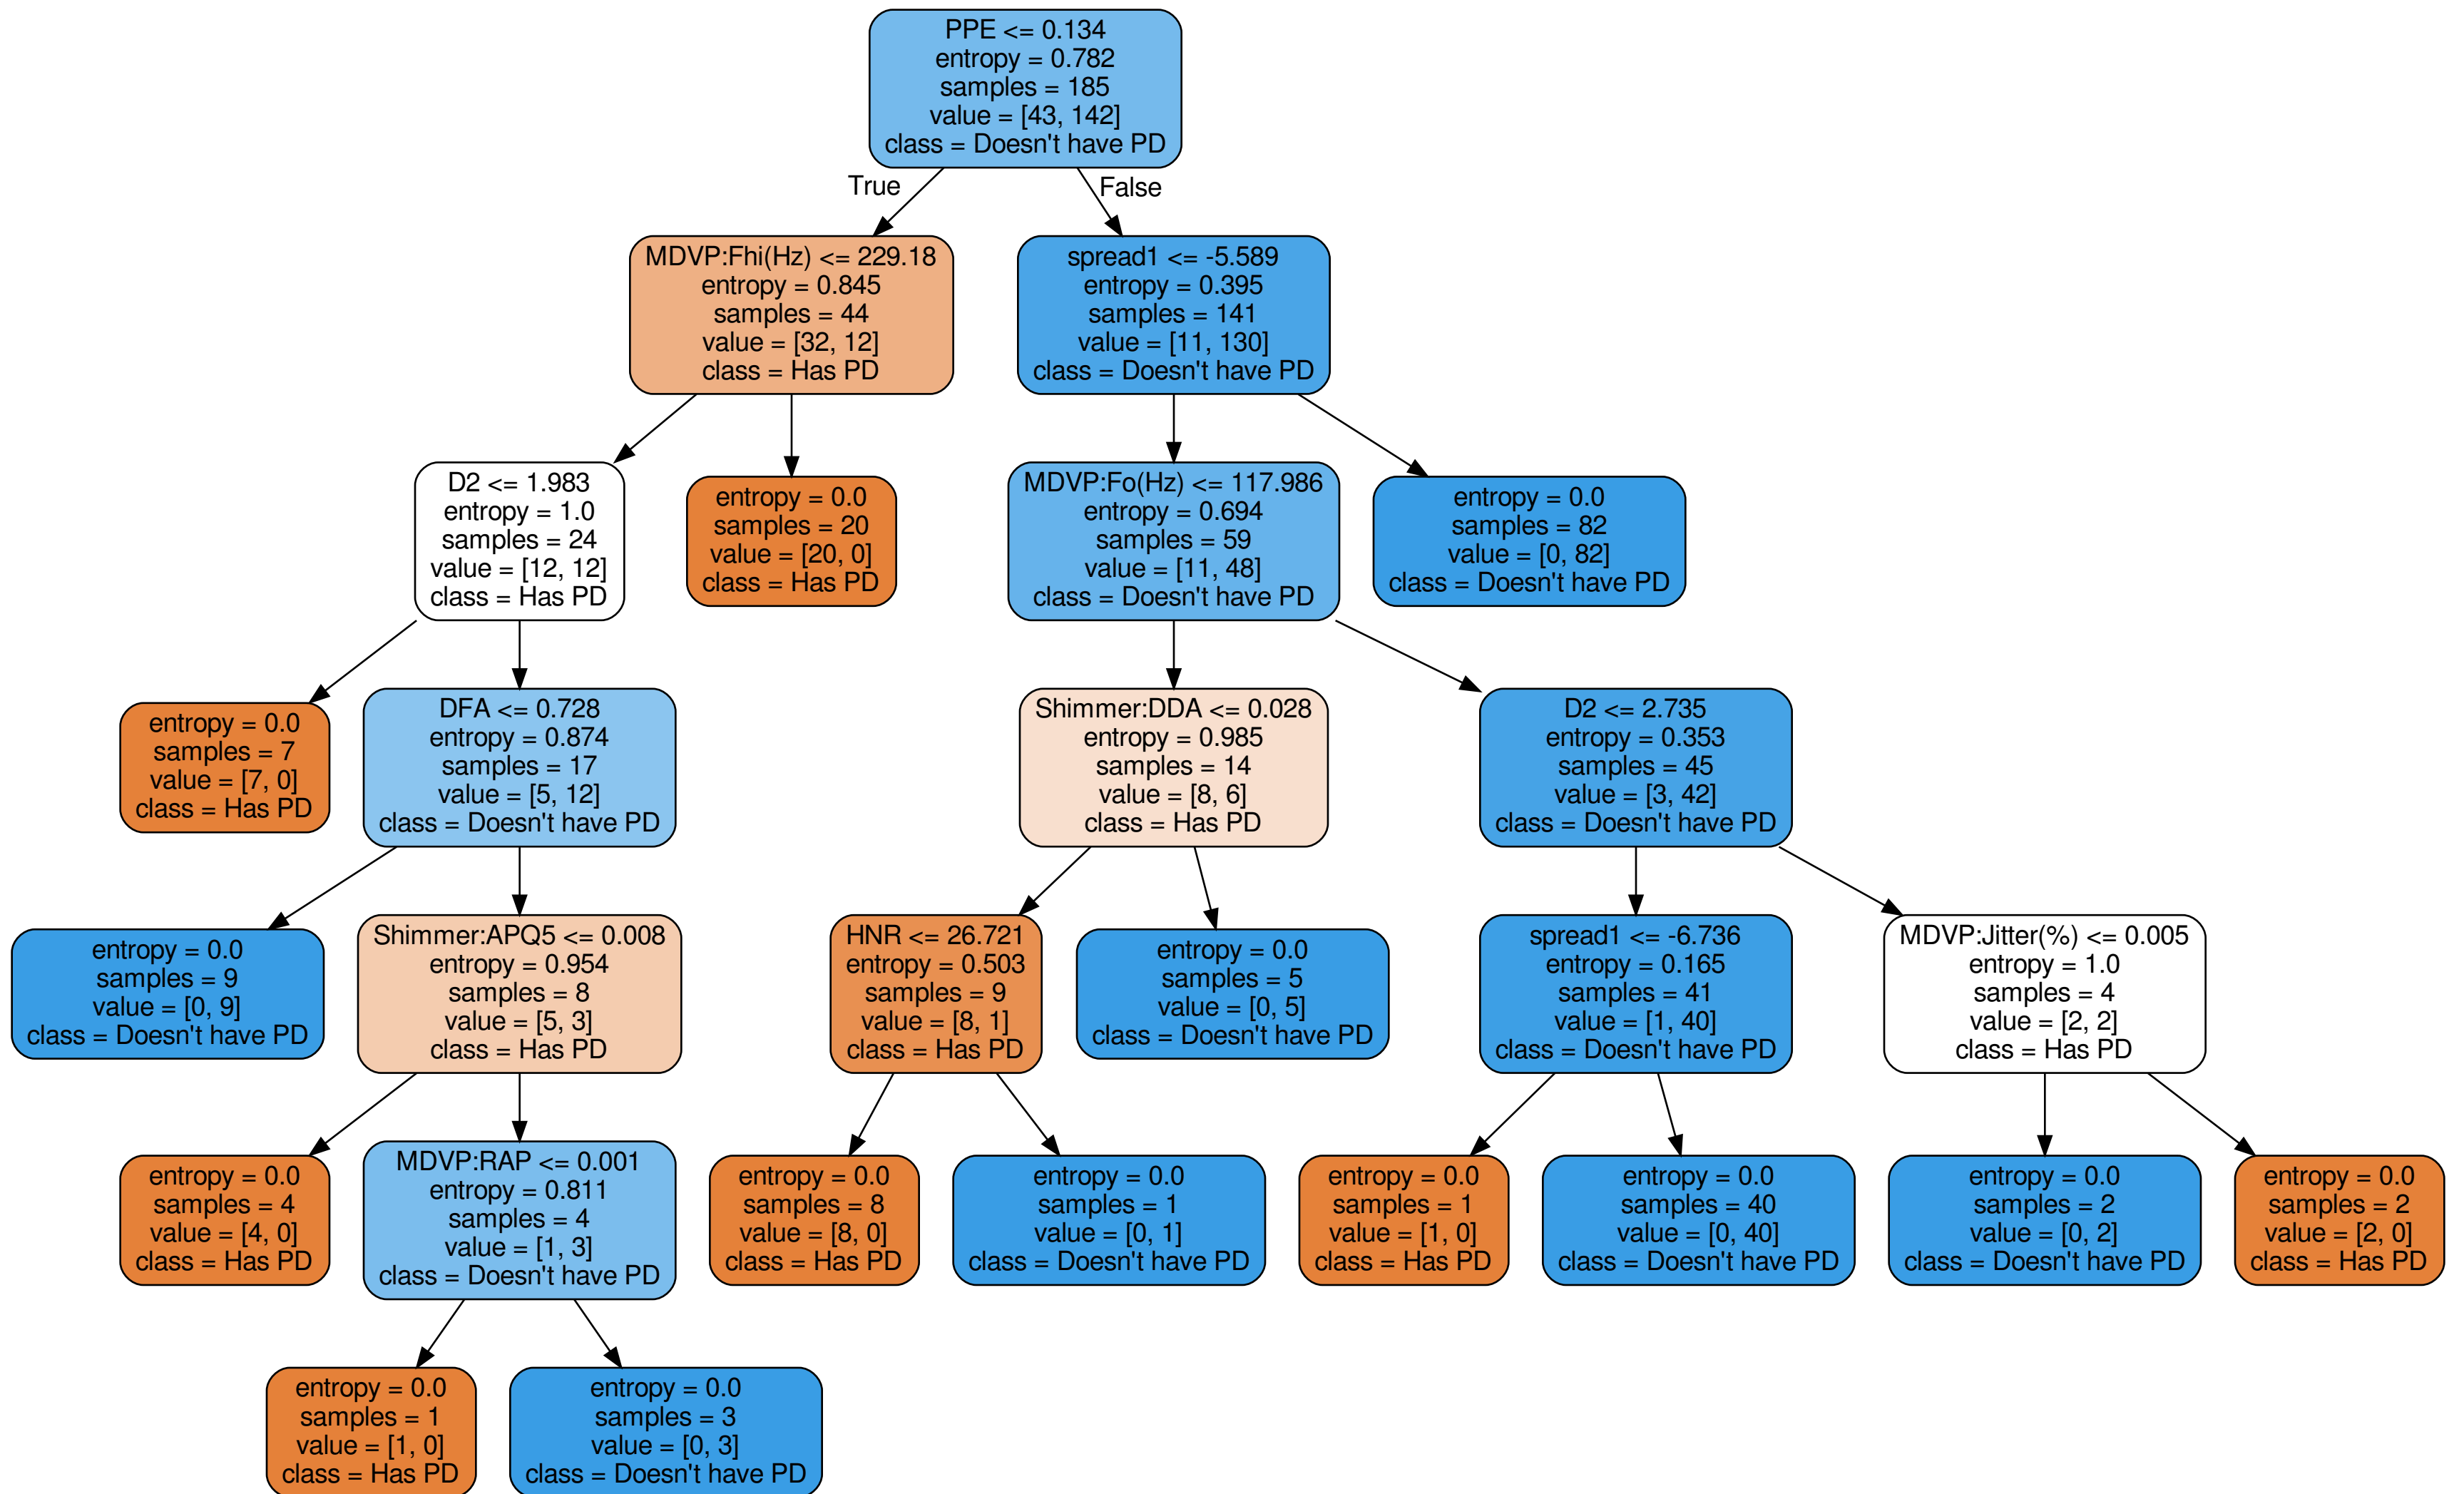 PPE <= 0.134
entropy = 0.782
samples = 185
value = [43, 142]
class = Doesn't have PD
True
False
MDVP:Fhi(Hz) <= 229.18
entropy = 0.845
samples = 44
value = [32, 12]
class = Has PD
spread1 <= -5.589
entropy = 0.395
samples = 141
value = [11, 130]
class = Doesn't have PD
D2 <= 1.983
entropy = 1.0
samples = 24
value = [12, 12]
class = Has PD
entropy = 0.0
samples = 20
value = [20, 0]
class = Has PD
MDVP:Fo(Hz) <= 117.986
entropy = 0.694
samples = 59
value = [11, 48]
class = Doesn't have PD
entropy = 0.0
samples = 82
value = [0, 82]
class = Doesn't have PD
entropy = 0.0
samples = 7
value = [7, 0]
class = Has PD
DFA <= 0.728
entropy = 0.874
samples = 17
value = [5, 12]
class = Doesn't have PD
Shimmer:DDA <= 0.028
entropy = 0.985
samples = 14
value = [8, 6]
class = Has PD
D2 <= 2.735
entropy = 0.353
samples = 45
value = [3, 42]
class = Doesn't have PD
entropy = 0.0
samples = 9
value = [0, 9]
class = Doesn't have PD
Shimmer:APQ5 <= 0.008
entropy = 0.954
samples = 8
value = [5, 3]
class = Has PD
HNR <= 26.721
entropy = 0.503
samples = 9
value = [8, 1]
class = Has PD
entropy = 0.0
samples = 5
value = [0, 5]
class = Doesn't have PD
spread1 <= -6.736
entropy = 0.165
samples = 41
value = [1, 40]
class = Doesn't have PD
MDVP:Jitter(%) <= 0.005
entropy = 1.0
samples = 4
value = [2, 2]
class = Has PD
entropy = 0.0
samples = 4
value = [4, 0]
class = Has PD
MDVP:RAP <= 0.001
entropy = 0.811
samples = 4
value = [1, 3]
class = Doesn't have PD
entropy = 0.0
samples = 8
value = [8, 0]
class = Has PD
entropy = 0.0
samples = 1
value = [0, 1]
class = Doesn't have PD
entropy = 0.0
samples = 1
value = [1, 0]
class = Has PD
entropy = 0.0
samples = 40
value = [0, 40]
class = Doesn't have PD
entropy = 0.0
samples = 2
value = [0, 2]
class = Doesn't have PD
entropy = 0.0
samples = 2
value = [2, 0]
class = Has PD
entropy = 0.0
samples = 1
value = [1, 0]
class = Has PD
entropy = 0.0
samples = 3
value = [0, 3]
class = Doesn't have PD